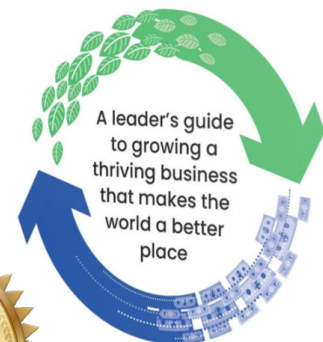 A leader's guide
to growing a
thriving business
that makes the
world a better
place